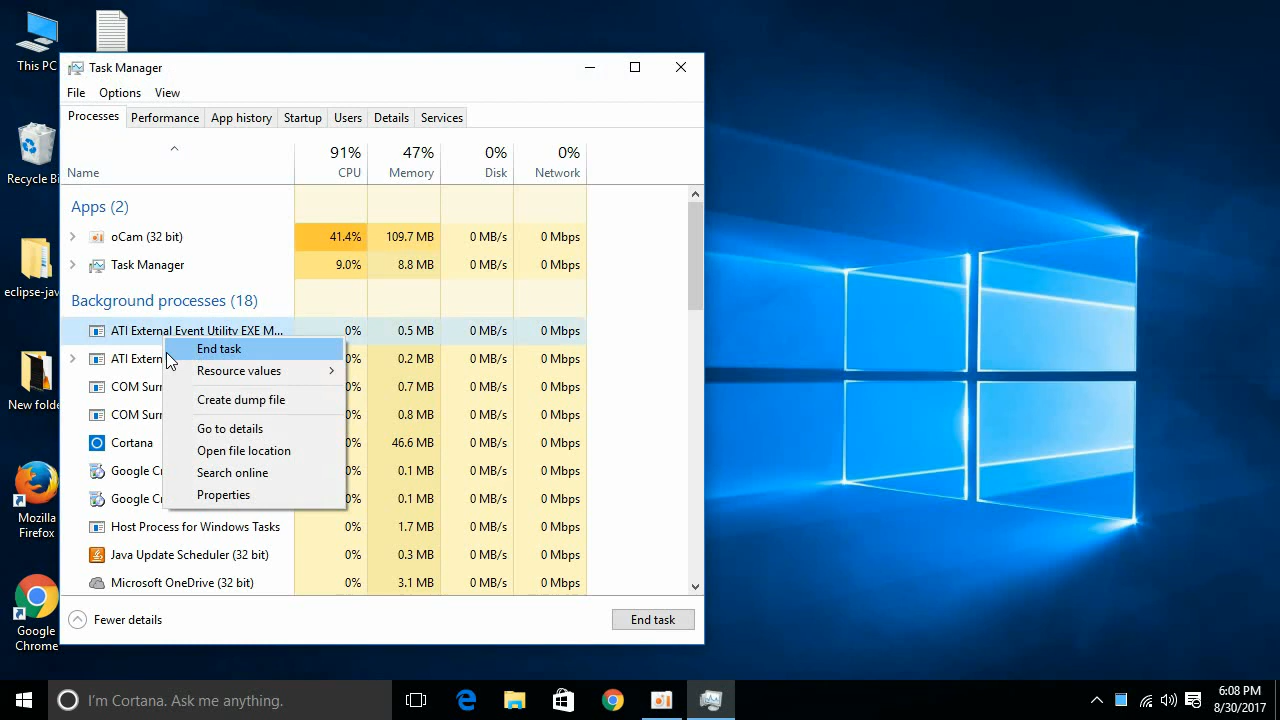 This PC
Recycle Bi
eclipse-jav
New folde
Mozilla
Firefox
Google
Chrome
Task Manager
File Options View
Processes Performance App history Startup Users Details Services
91% 47% 0% 0%
Name CPU Memory Disk Network
Apps (2)
oCam (32 bit) 41.4% 109.7 MB 0 MB/s 0 Mbps
Task Manager 9.0% 8.8 MB 0 MB/s 0 Mbps
Background processes (18)
ATI External Event Utility EXE M... 0% 0.5 MB 0 MB/s 0 Mbps
ATI Extern 0% 0.2 MB 0 MB/s 0 Mbps
COM Surr 0.7 MB 0 MB/s 0 Mbps
COM Surr 0% 0.8 MB 0 MB/s 0 Mbps
Cortana 0% 46.6 MB 0 MB/s 0 Mbps
Google Cr 0% 0.1 MB 0 MB/s 0 Mbps
Google Cr 0% 0.1 MB 0 MB/s 0 Mbps
Host Process for Windows Tasks 0% 1.7 MB 0 MB/s 0 Mbps
Java Update Scheduler (32 bit) 0% 0.3 MB 0 MB/s 0 Mbps
Microsoft OneDrive (32 bit) 0% 3.1 MB 0 MB/s 0 Mbps
End task
Resource values
Create dump file
Go to details
Open file location
Search online
Properties
Fewer details End task
I'm Cortana. Ask me anything.
6:08 PM
8/30/2017